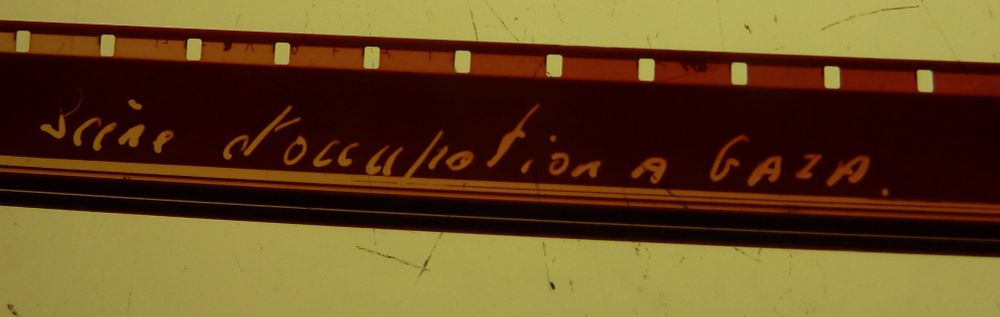 Scène d'occupation A GAZA.